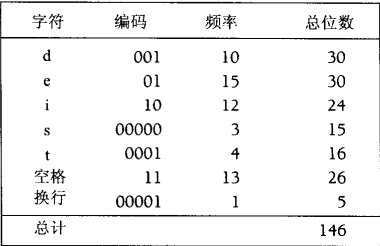 字符 编码 频率 总位数
d 001 10 30
e 01 15 30
i 10 12 24
s 00000 3 15
t 0001 4 16
空格 11 13 26
换行 00001 1 5
总计 146